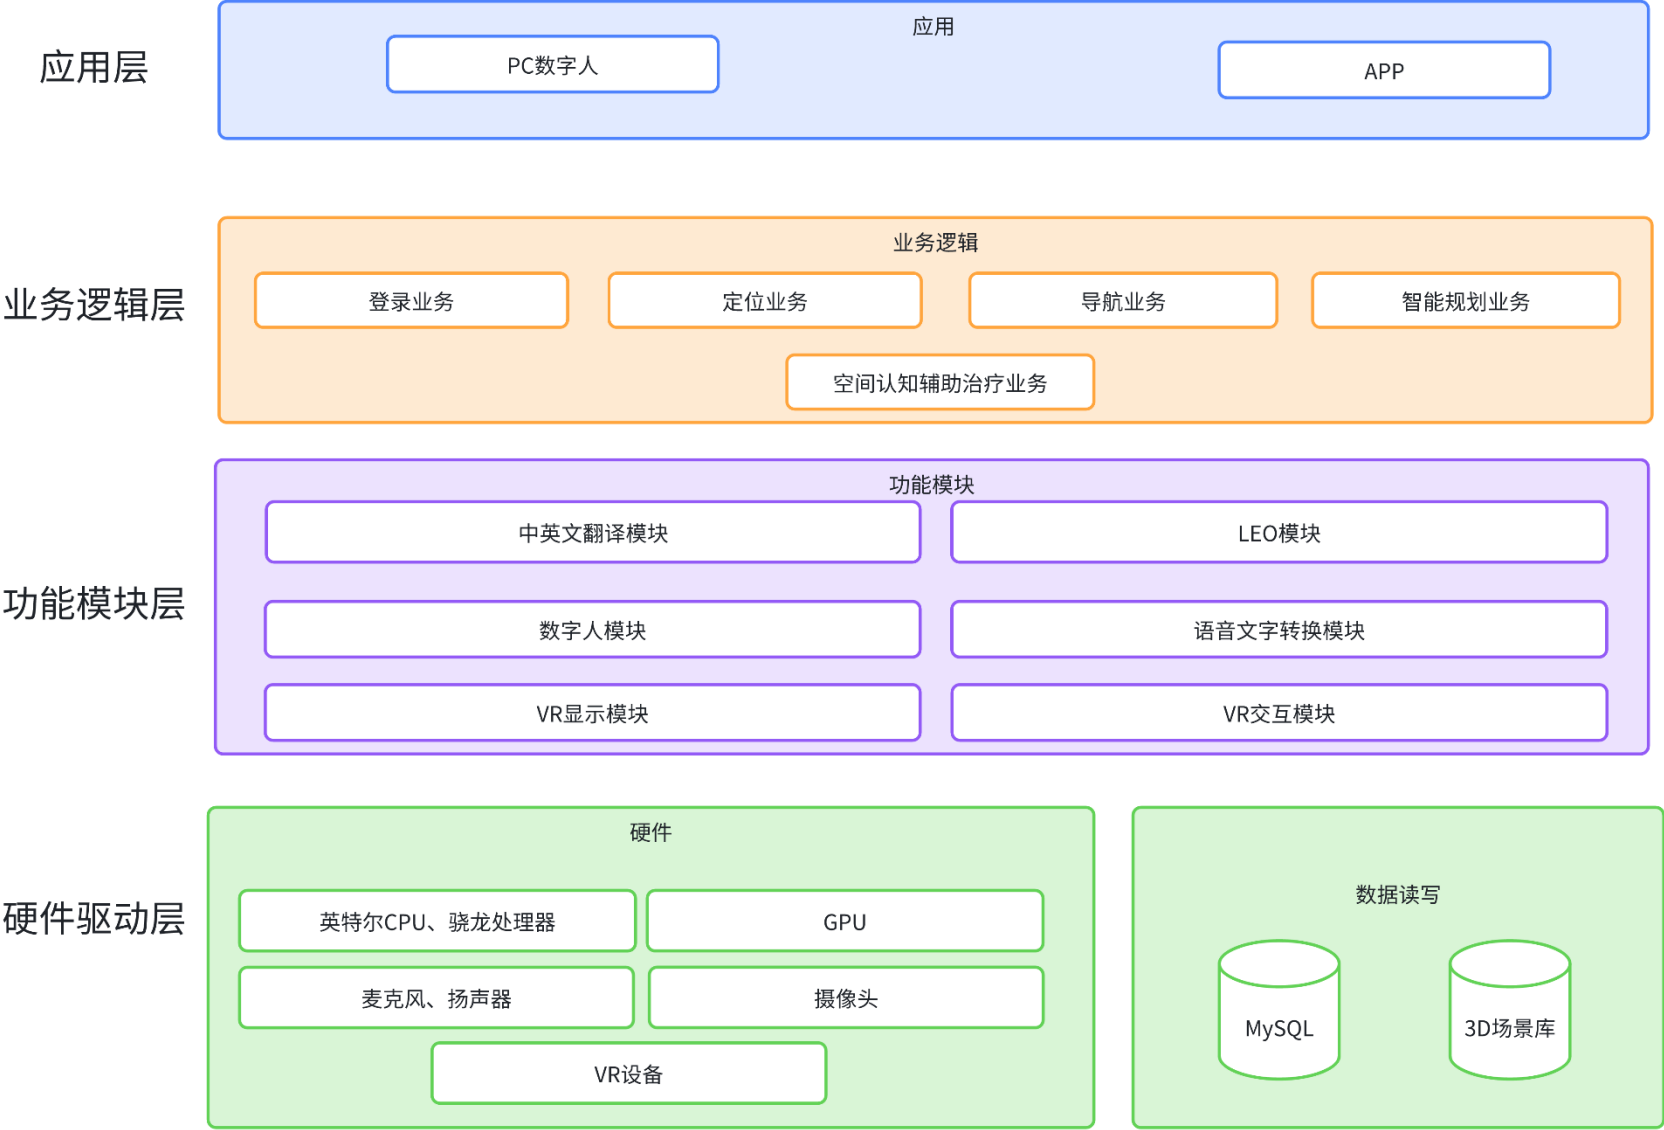 应用层
应用
PC数字人
APP
业务逻辑层
业务逻辑
登录业务
定位业务
导航业务
智能规划业务
空间认知辅助治疗业务
功能模块层
功能模块
中英文翻译模块
LEO模块
数字人模块
语音文字转换模块
VR显示模块
VR交互模块
硬件驱动层
硬件
英特尔CPU、骁龙处理器
GPU
麦克风、扬声器
摄像头
VR设备
数据读写
MySQL
3D场景库